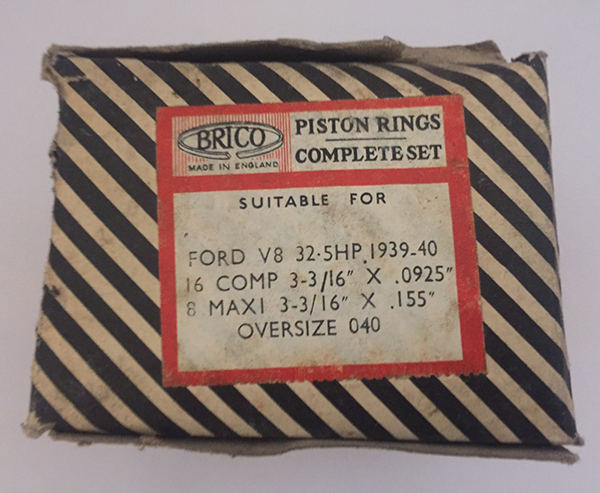 BRICO
MADE IN ENGLAND
PISTON RINGS
COMPLETE SET
SUITABLE FOR
FORD V8 32·5HP. 1939-40
16 COMP 3-3/16" X .0925"
8 MAXI 3-3/16" X .155"
OVERSIZE 040